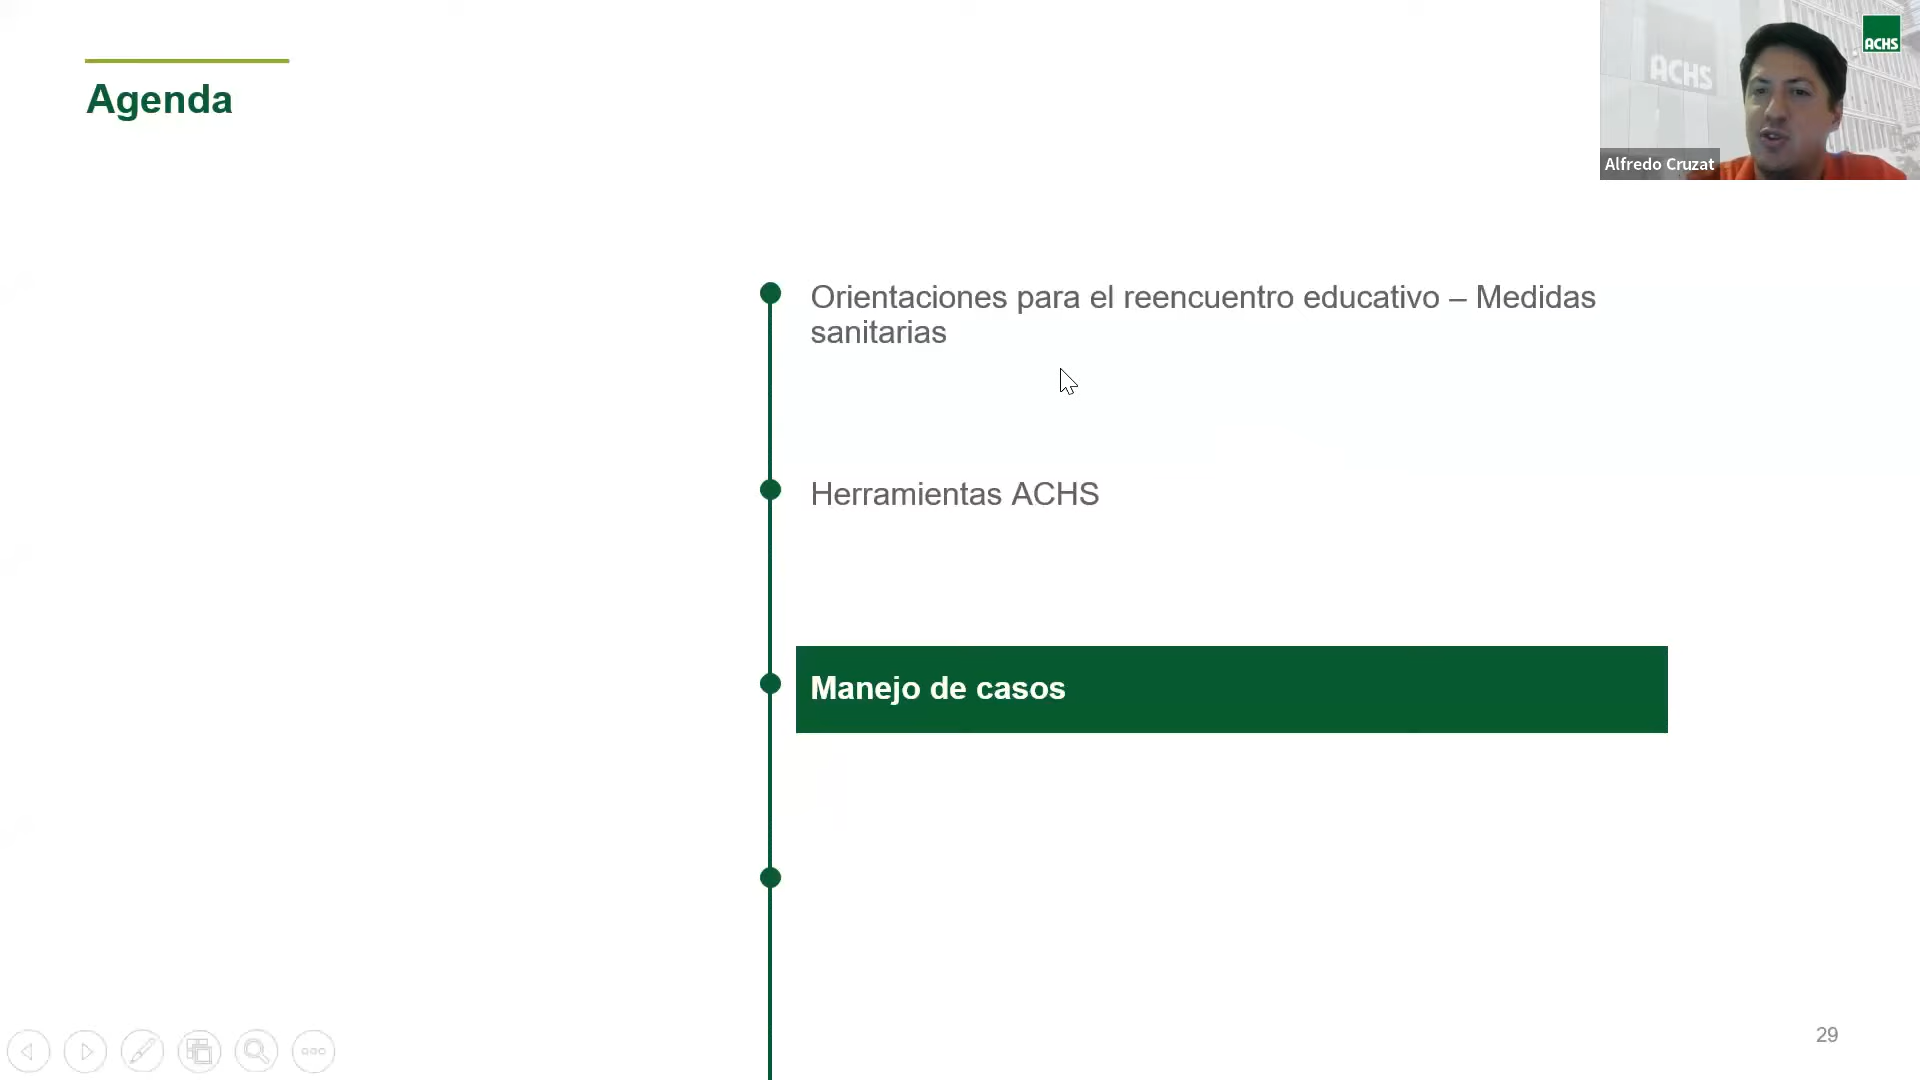 Agenda
ACHS
ACHS
Alfredo Cruzat
Orientaciones para el reencuentro educativo – Medidas
sanitarias
Herramientas ACHS
Manejo de casos
29